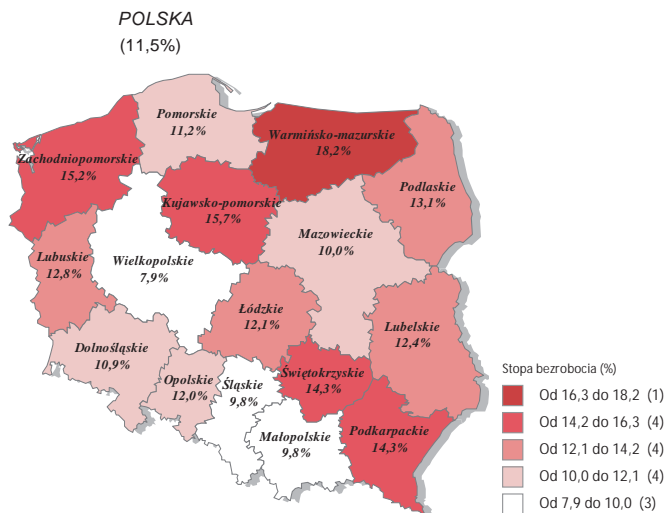 POLSKA
(11,5%)
Pomorskie
11,2%
Warmińsko-mazurskie
18,2%
Zachodniopomorskie
15,2%
Podlaskie
13,1%
Kujawsko-pomorskie
15,7%
Mazowieckie
10,0%
Lubuskie
12,8%
Wielkopolskie
7,9%
Łódzkie
12,1%
Lubelskie
12,4%
Dolnośląskie
10,9%
Opolskie
12,0%
Śląskie
9,8%
Świętokrzyskie
14,3%
Małopolskie
9,8%
Podkarpackie
14,3%
Stopa bezrobocia (%)
Od 16,3 do 18,2 (1)
Od 14,2 do 16,3 (4)
Od 12,1 do 14,2 (4)
Od 10,0 do 12,1 (4)
Od 7,9 do 10,0 (3)